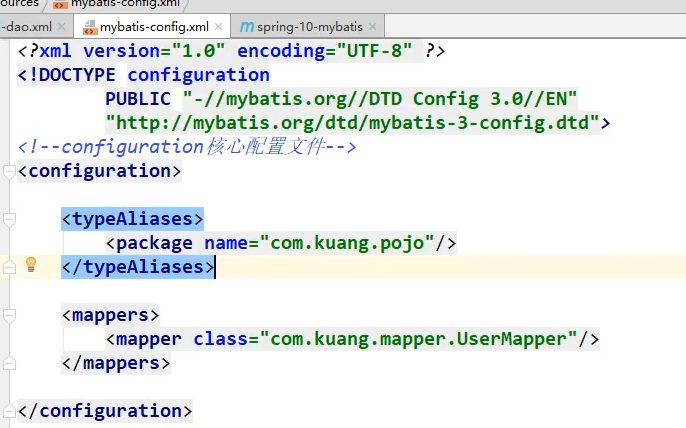 ources mybatis-config.xml
-dao.xml mybatis-config.xml spring-10-mybatis
<?xml version="1.0" encoding="UTF-8" ?>
<!DOCTYPE configuration
PUBLIC "-//mybatis.org//DTD Config 3.0//EN"
"http://mybatis.org/dtd/mybatis-3-config.dtd">
<!--configuration核心配置文件-->
<configuration>
<typeAliases>
<package name="com.kuang.pojo"/>
</typeAliases>
<mappers>
<mapper class="com.kuang.mapper.UserMapper"/>
</mappers>
</configuration>